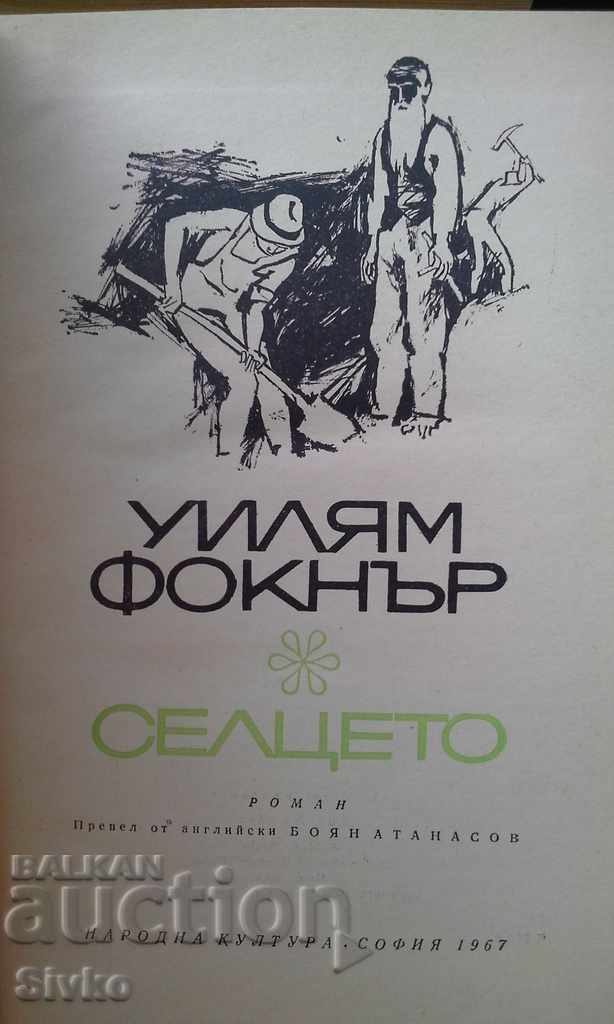 УИЛЯМ
ФОКНЪР
СЕЛЦЕТО
РОМАН
Превел от английски БОЯН АТАНАСОВ
BALKAN
auction
НАРОДНА КУЛТУРА · СОФИЯ 1967
Sivko